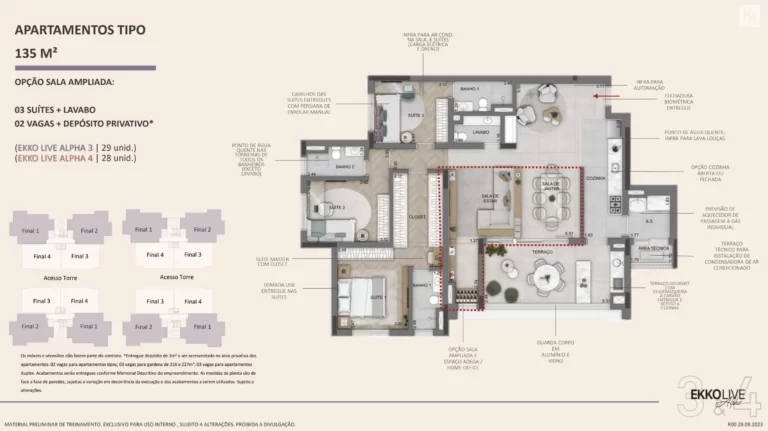 APARTAMENTOS TIPO
135 M²
OPÇÃO SALA AMPLIADA:
03 SUÍTES + LAVABO
02 VAGAS + DEPÓSITO PRIVATIVO*
(EKKO LIVE ALPHA 3 | 29 unid.)
(EKKO LIVE ALPHA 4 | 28 unid.)
Final 1
Final 2
Final 4
Final 3
Final 1
Final 2
Final 4
Final 3
Acesso Torre
Acesso Torre
Final 3
Final 4
Final 2
Final 1
Final 3
Final 4
Final 2
Final 1
INFRA PARA AR COND.
NA SALA, E SUÍTES
(CARGA ELÉTRICA
E DRENO)
CAIXILHOS DAS
SUÍTES ENTREGUES
COM PERSIANA DE
ENROLAR MANUAL
PONTO DE ÁGUA
QUENTE NAS
TORNEIRAS DE
TODOS OS
BANHEIROS
(EXCETO
LAVABO)
SUÍTE MASTER
COM CLOSET
TOMADA USB
ENTREGUE NAS
SUÍTES
INFRA PARA
AUTOMAÇÃO
FECHADURA
BIOMÉTRICA
ENTREGUE
PONTO DE ÁGUA QUENTE,
INFRA PARA LAVA LOUÇAS
OPÇÃO COZINHA
ABERTA OU
FECHADA
PREVISÃO DE
AQUECEDOR DE
PASSAGEM A GÁS
INDIVIDUAL
TERRAÇO
TÉCNICO PARA
INSTALAÇÃO DE
CONDENSADORA DE AR
CONDICIONADO
TERRAÇO GOURMET
COM
CHURRASQUEIRA
A CARVÃO
ENTREGUE E
ACESSO A
COZINHA
GUARDA CORPO
EM
ALUMÍNIO E
VIDRO
OPÇÃO SALA
AMPLIADA E
ESPAÇO ADEGA /
HOME OFFICE
BANHO 3
SUITE 3
LAVABO
BANHO 2
SUITE 2
CLOSET
SALA DE
ESTAR
SALA DE
JANTAR
COZINHA
A.S.
ÁREA TÉCNICA
TERRAÇO
SUITE 1
BANHO 1
Os móveis e utensílios não fazem parte do contrato. *Entregue depósito de 3m² a ser acrescentado na área privativa dos
apartamentos. 02 vagas para apartamentos tipos; 03 vagas para gardens de 216 e 227m²; 03 vagas para apartamentos
duplex. Acabamentos serão entregues conforme Memorial Descritivo do empreendimento. As medidas da planta são de
face a face de paredes, sujeitas a variação em decorrência da execução e dos acabamentos a serem utilizados. Sujeito a
alterações.
3&4
EKKOLIVE
Alpha
MATERIAL PRELIMINAR DE TREINAMENTO. EXCLUSIVO PARA USO INTERNO , SUJEITO A ALTERAÇÕES. PROIBIDA A DIVULGAÇÃO.
R00 29.09.2023